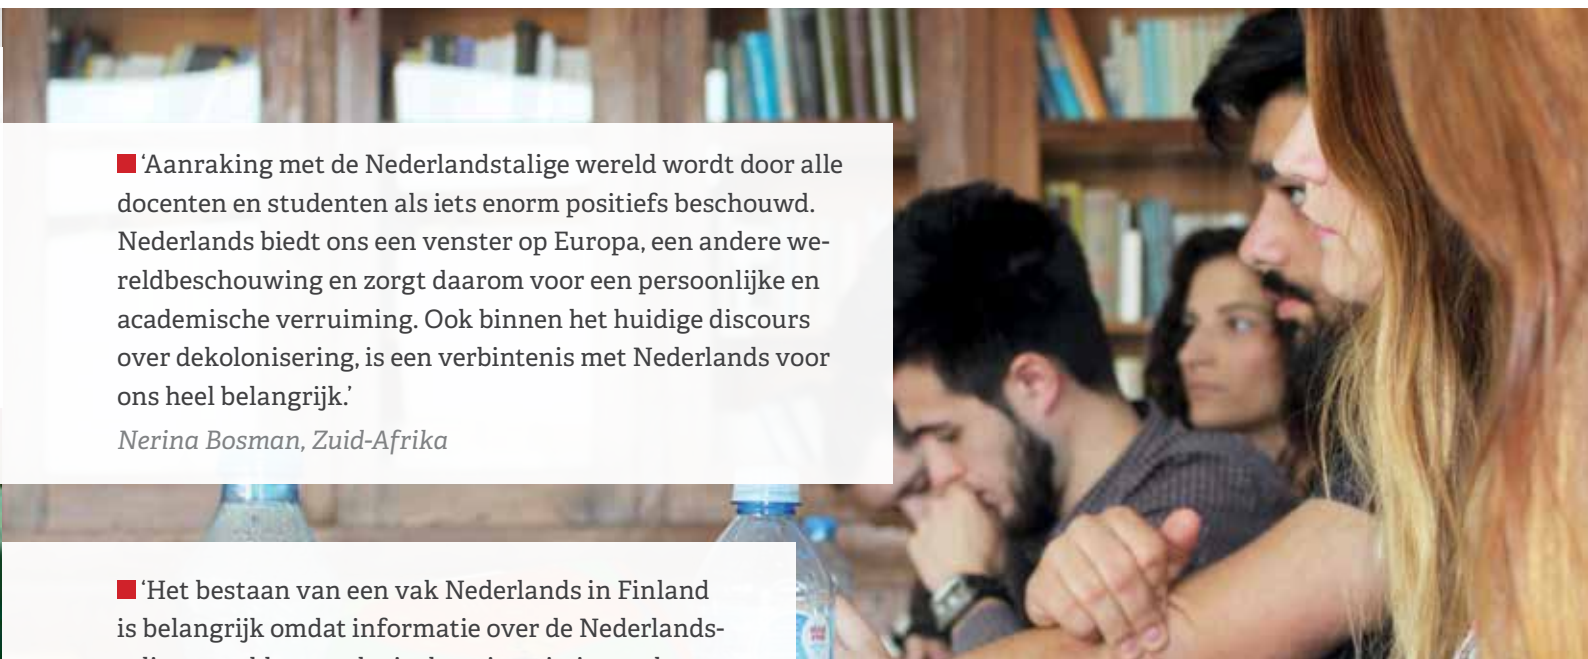 ‘Aanraking met de Nederlandstalige wereld wordt door alle
docenten en studenten als iets enorm positiefs beschouwd.
Nederlands biedt ons een venster op Europa, een andere we-
reldbeschouwing en zorgt daarom voor een persoonlijke en
academische verruiming. Ook binnen het huidige discours
over dekolonisering, is een verbintenis met Nederlands voor
ons heel belangrijk.’
Nerina Bosman, Zuid-Afrika
‘Het bestaan van een vak Nederlands in Finland
is belangrijk omdat informatie over de Nederlands-